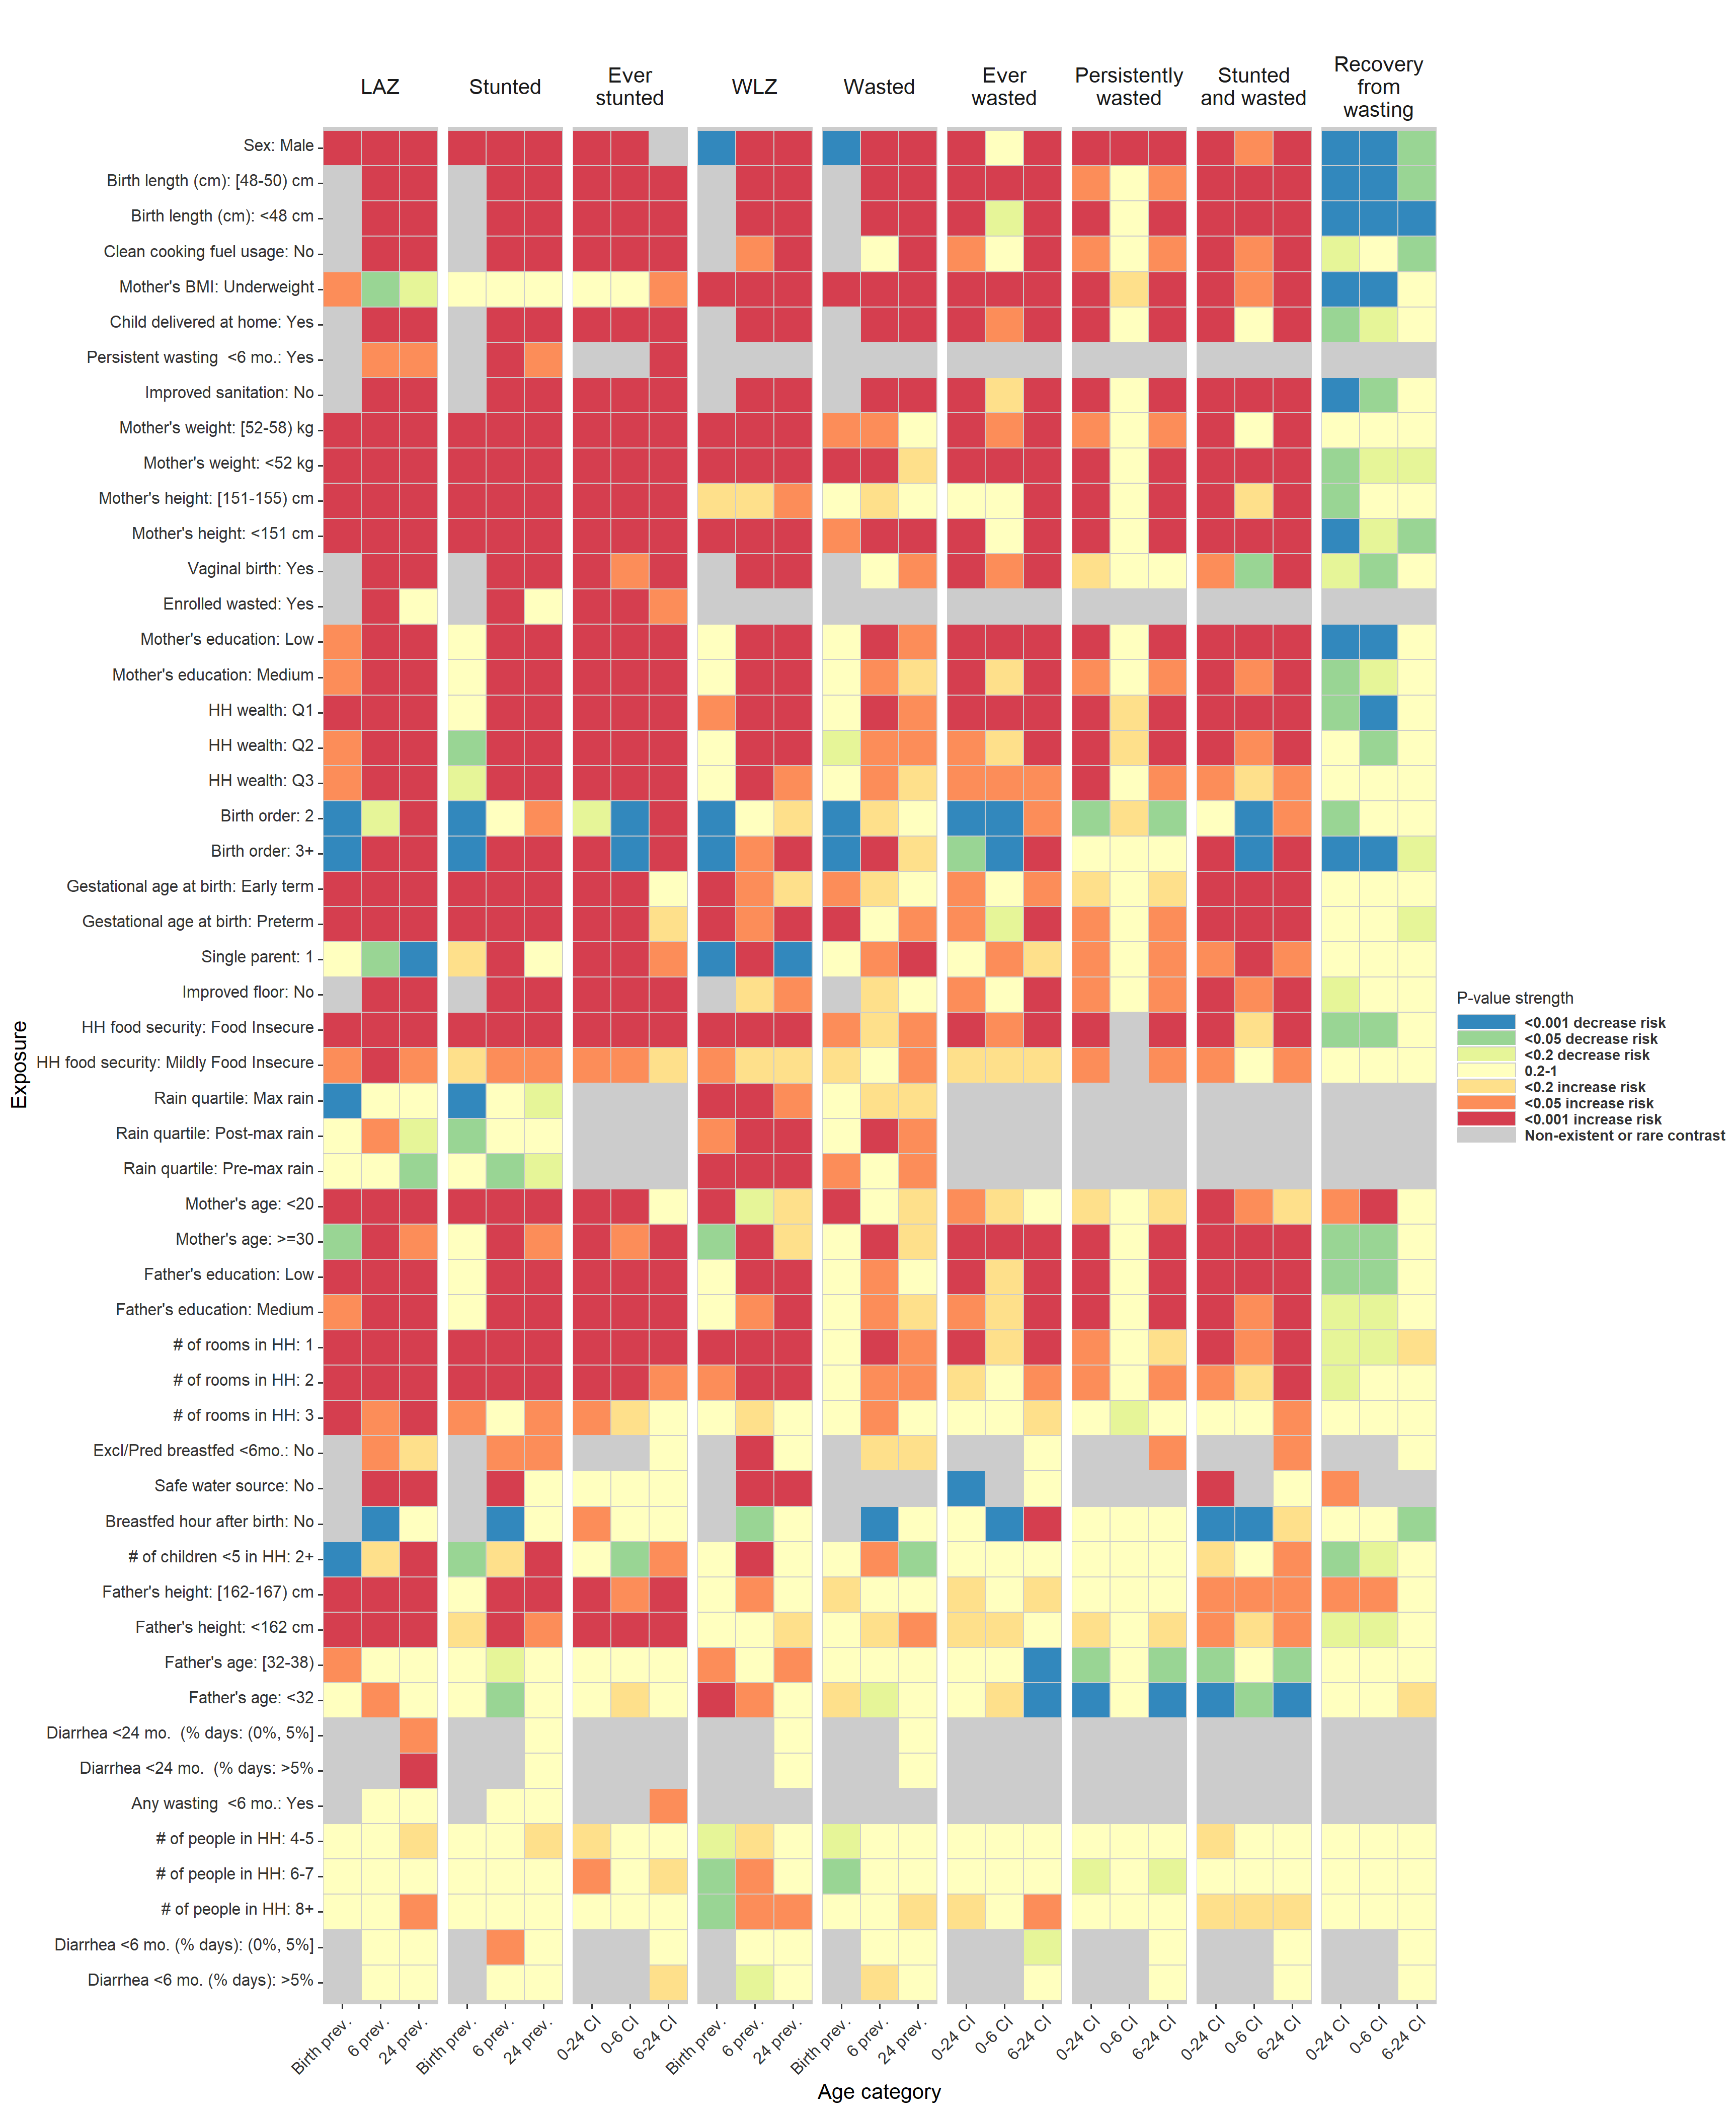 LAZ
Stunted
Ever
stunted
WLZ
Wasted
Ever
wasted
Persistently
wasted
Stunted
and wasted
Recovery
from
wasting
Exposure
Sex: Male
Birth length (cm): [48-50) cm
Birth length (cm): <48 cm
Clean cooking fuel usage: No
Mother's BMI: Underweight
Child delivered at home: Yes
Persistent wasting  <6 mo.: Yes
Improved sanitation: No
Mother's weight: [52-58) kg
Mother's weight: <52 kg
Mother's height: [151-155) cm
Mother's height: <151 cm
Vaginal birth: Yes
Enrolled wasted: Yes
Mother's education: Low
Mother's education: Medium
HH wealth: Q1
HH wealth: Q2
HH wealth: Q3
Birth order: 2
Birth order: 3+
Gestational age at birth: Early term
Gestational age at birth: Preterm
Single parent: 1
Improved floor: No
HH food security: Food Insecure
HH food security: Mildly Food Insecure
Rain quartile: Max rain
Rain quartile: Post-max rain
Rain quartile: Pre-max rain
Mother's age: <20
Mother's age: >=30
Father's education: Low
Father's education: Medium
# of rooms in HH: 1
# of rooms in HH: 2
# of rooms in HH: 3
Excl/Pred breastfed <6mo.: No
Safe water source: No
Breastfed hour after birth: No
# of children <5 in HH: 2+
Father's height: [162-167) cm
Father's height: <162 cm
Father's age: [32-38)
Father's age: <32
Diarrhea <24 mo.  (% days: (0%, 5%]
Diarrhea <24 mo.  (% days: >5%
Any wasting  <6 mo.: Yes
# of people in HH: 4-5
# of people in HH: 6-7
# of people in HH: 8+
Diarrhea <6 mo. (% days): (0%, 5%]
Diarrhea <6 mo. (% days): >5%
Birth prev.
6 prev.
24 prev.
Birth prev.
6 prev.
24 prev.
0-24 CI
0-6 CI
6-24 CI
Birth prev.
6 prev.
24 prev.
Birth prev.
6 prev.
24 prev.
0-24 CI
0-6 CI
6-24 CI
0-24 CI
0-6 CI
6-24 CI
0-24 CI
0-6 CI
6-24 CI
0-24 CI
0-6 CI
6-24 CI
Age category
P-value strength
<0.001 decrease risk
<0.05 decrease risk
<0.2 decrease risk
0.2-1
<0.2 increase risk
<0.05 increase risk
<0.001 increase risk
Non-existent or rare contrast